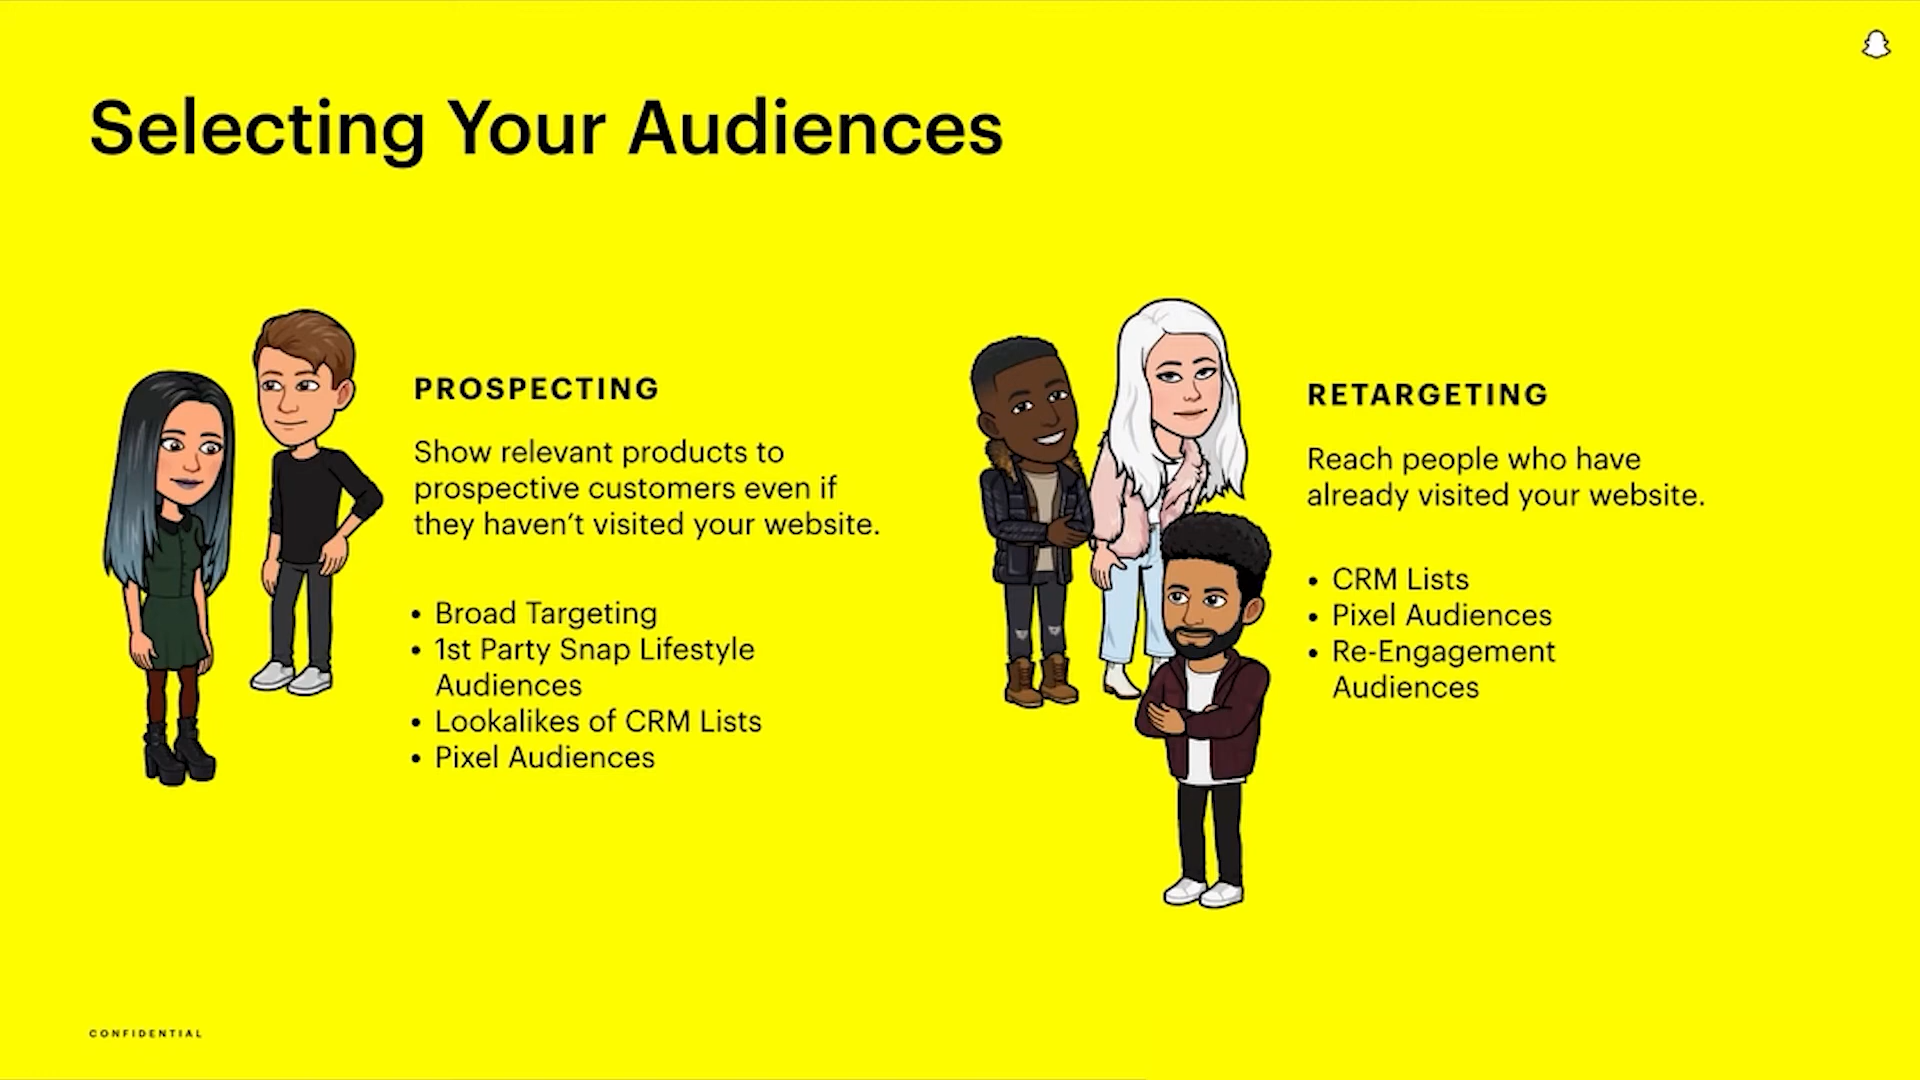 Selecting Your Audiences
PROSPECTING
Show relevant products to
prospective customers even if
they haven’t visited your website.
• Broad Targeting
• 1st Party Snap Lifestyle
Audiences
• Lookalikes of CRM Lists
• Pixel Audiences
RETARGETING
Reach people who have
already visited your website.
• CRM Lists
• Pixel Audiences
• Re-Engagement
Audiences
CONFIDENTIAL